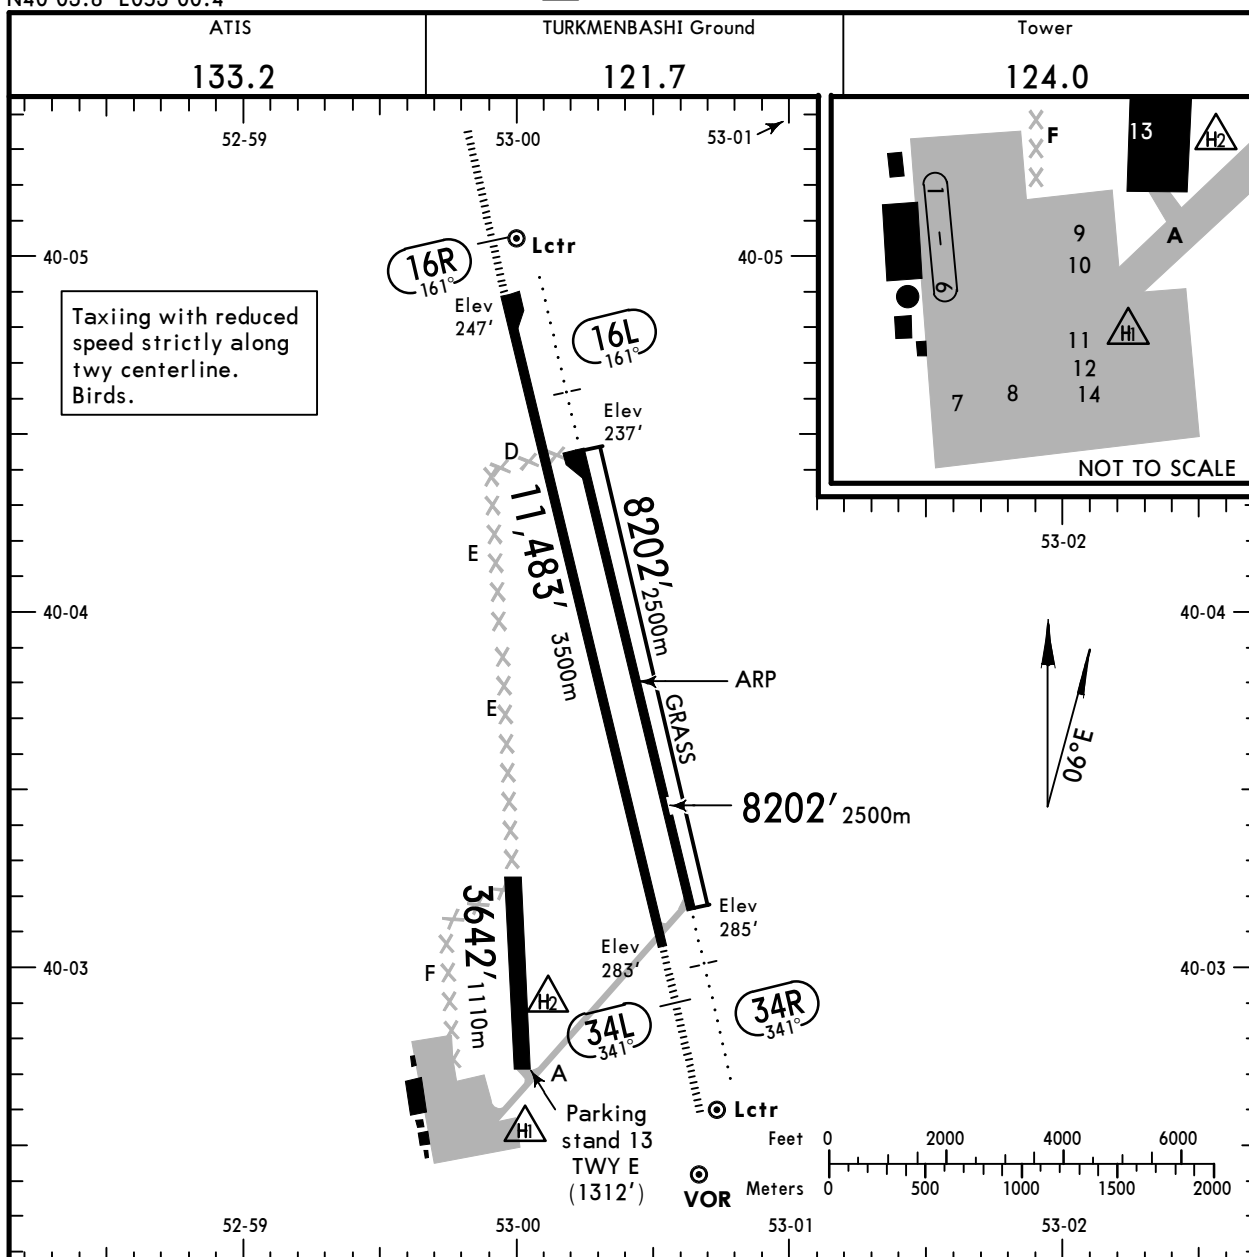 ATIS
133.2
TURKMENBASHI Ground
121.7
Tower
124.0
52-59
53-00
53-01
F
13
H2
A
1
–
6
9
10
H1
11
12
14
7
8
NOT TO SCALE
40-05
40-05
Lctr
16R
161°
Elev
247'
16L
161°
Elev
237'
Taxiing with reduced
speed strictly along
twy centerline.
Birds.
D
E
11,483' 3500m
8202' 2500m
53-02
40-04
40-04
E
ARP
GRASS
8202' 2500m
06°E
3642' 1110m
Elev
285'
Elev
283'
40-03
40-03
F
H2
34L
341°
34R
341°
A
H1
Parking
stand 13
TWY E
(1312')
Lctr
VOR
Feet 0 2000 4000 6000
Meters 0 500 1000 1500 2000
52-59
53-00
53-01
53-02